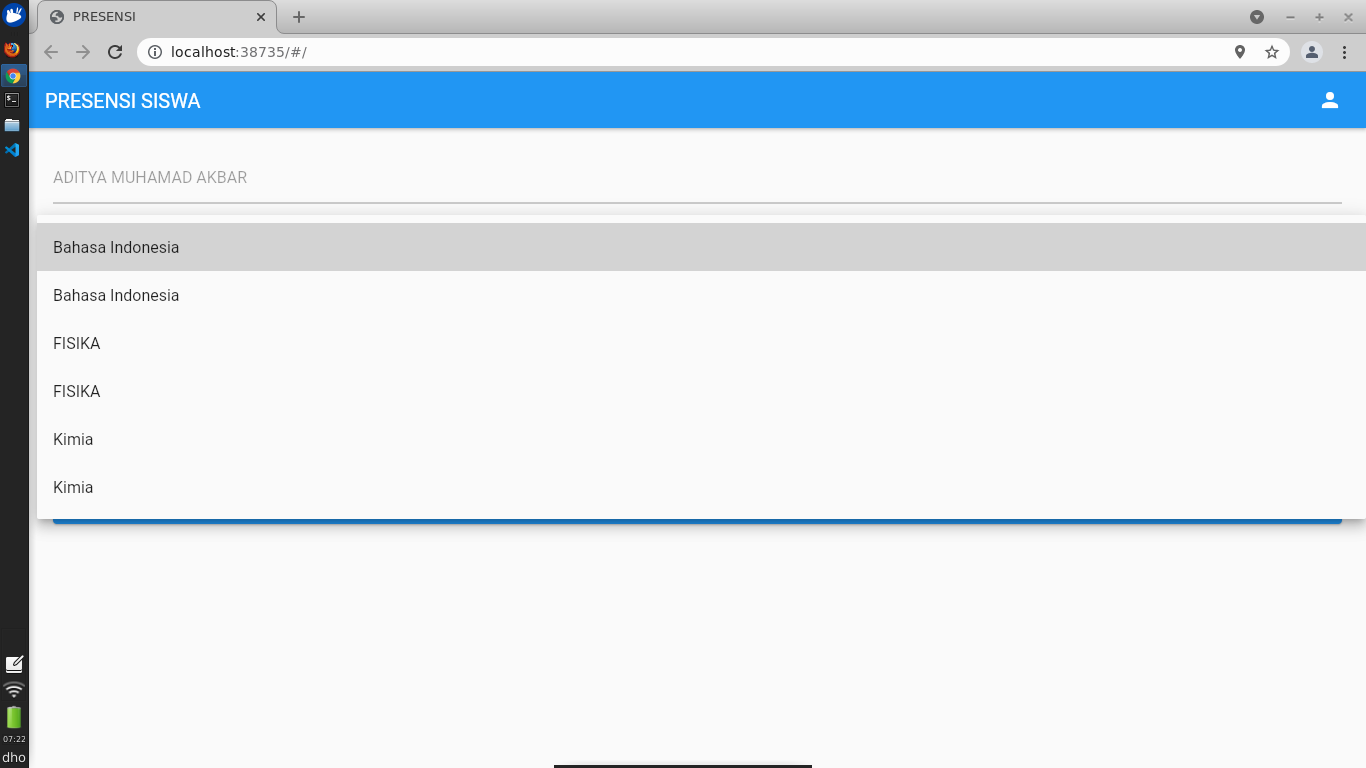 PRESENSI
localhost:38735/#/
PRESENSI SISWA
ADITYA MUHAMAD AKBAR
Bahasa Indonesia
Bahasa Indonesia
FISIKA
FISIKA
Kimia
Kimia
07:22
dho